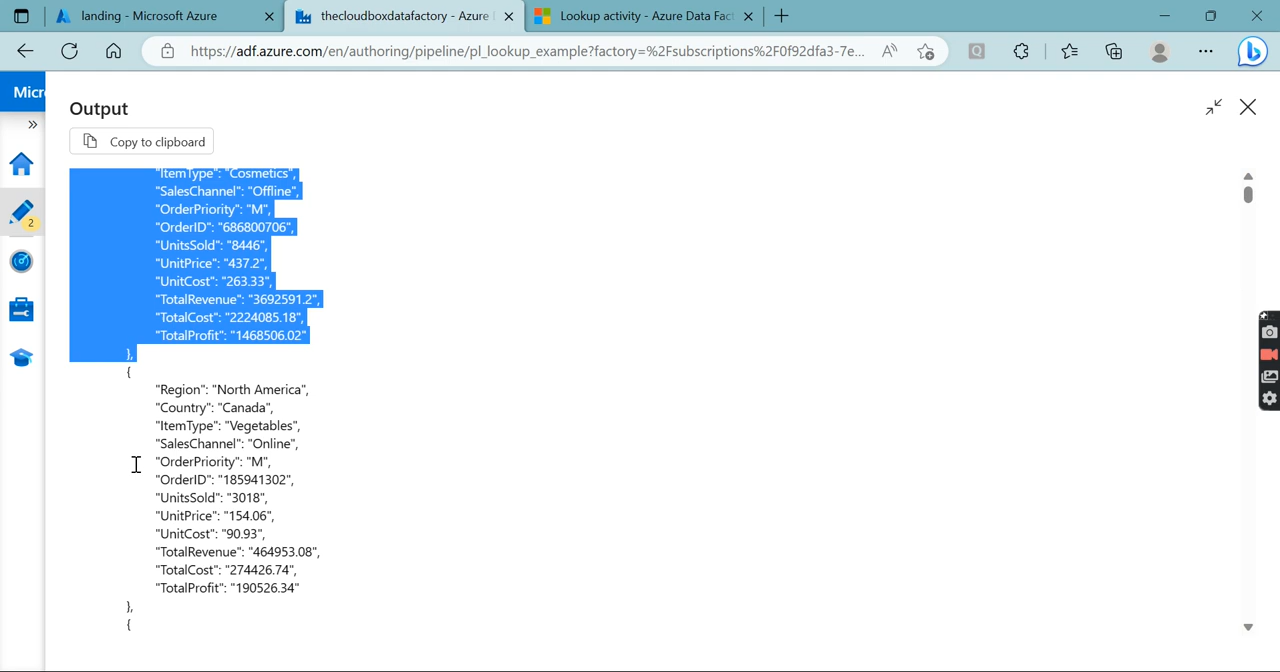 landing - Microsoft Azure
thecloudboxdatafactory - Azure
Lookup activity - Azure Data Fac
https://adf.azure.com/en/authoring/pipeline/pl_lookup_example?factory=%2Fsubscriptions%2F0f92dfa3-7e...
Micr
2
Output
Copy to clipboard
"ItemType": "Cosmetics",
"SalesChannel": "Offline",
"OrderPriority": "M",
"OrderID": "686800706",
"UnitsSold": "8446",
"UnitPrice": "437.2",
"UnitCost": "263.33",
"TotalRevenue": "3692591.2",
"TotalCost": "2224085.18",
"TotalProfit": "1468506.02"
},
{
"Region": "North America",
"Country": "Canada",
"ItemType": "Vegetables",
"SalesChannel": "Online",
"OrderPriority": "M",
"OrderID": "185941302",
"UnitsSold": "3018",
"UnitPrice": "154.06",
"UnitCost": "90.93",
"TotalRevenue": "464953.08",
"TotalCost": "274426.74",
"TotalProfit": "190526.34"
},
{